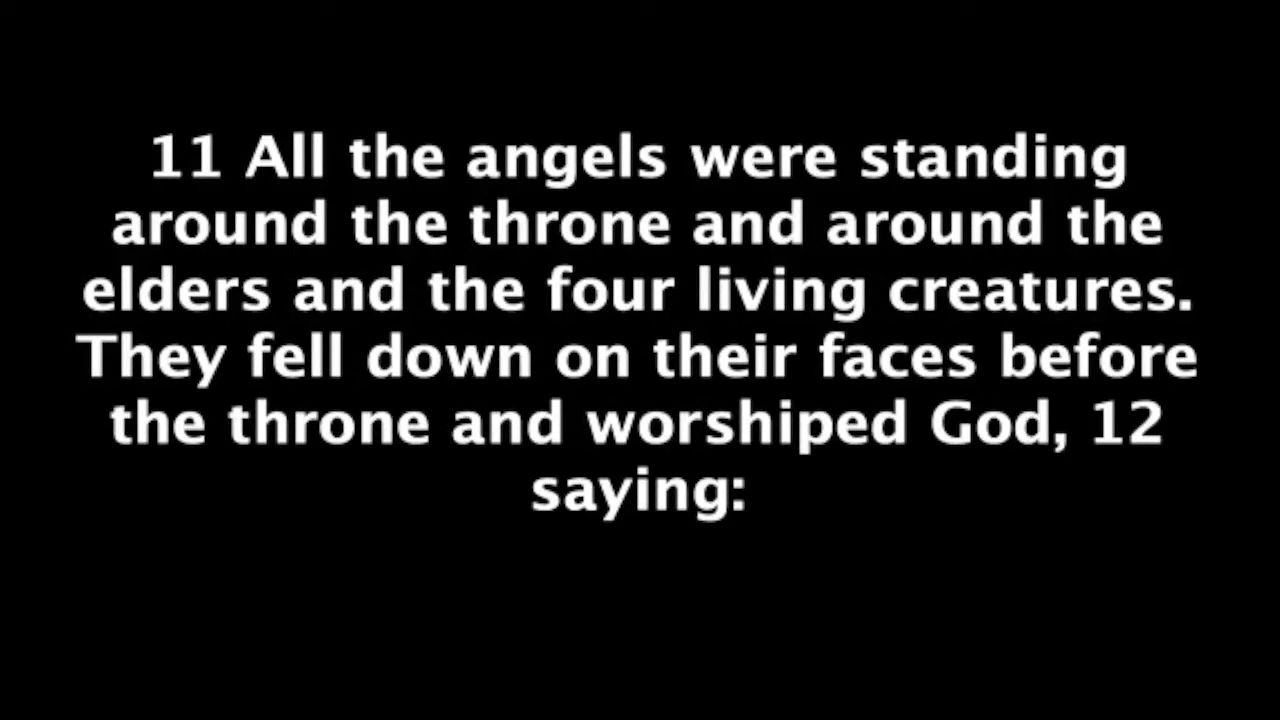 11 All the angels were standing
around the throne and around the
elders and the four living creatures.
They fell down on their faces before
the throne and worshiped God, 12
saying: